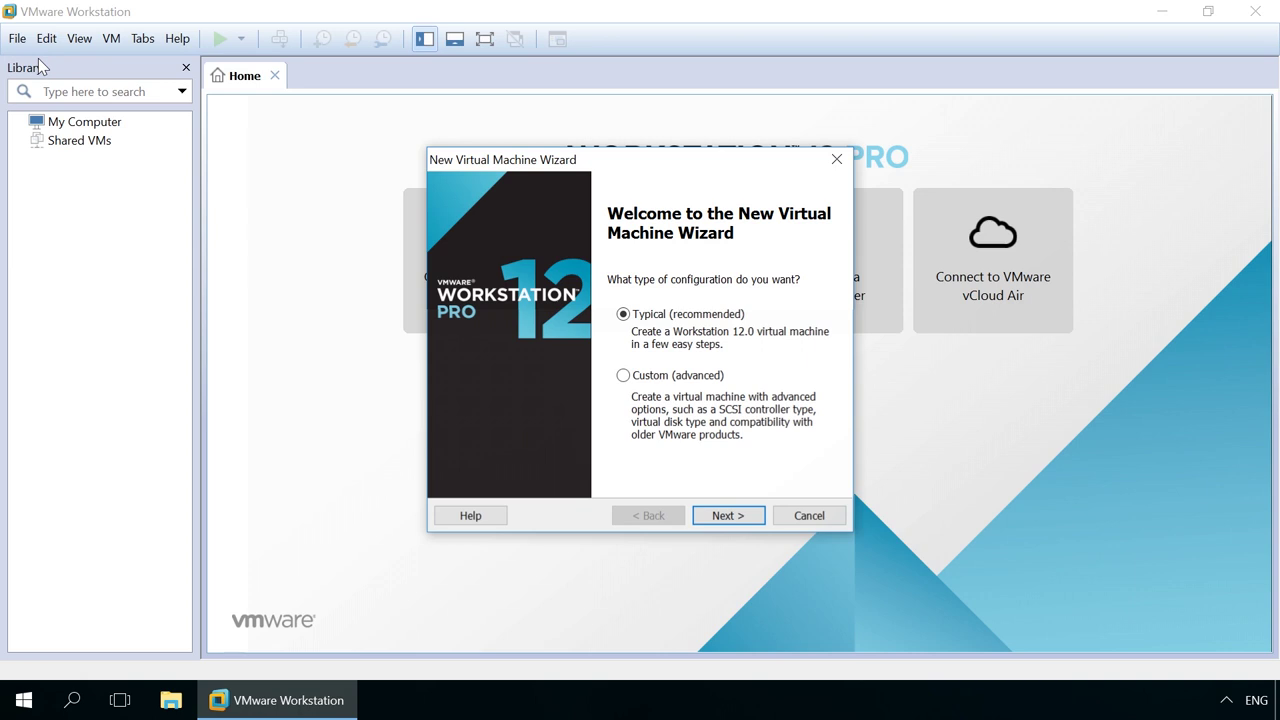 VMware Workstation
File Edit View VM Tabs Help
Librar
Type here to search
Home
My Computer
Shared VMs
PRO
New Virtual Machine Wizard
VMWARE®
WORKSTATION™
PRO
12
Welcome to the New Virtual
Machine Wizard
What type of configuration do you want?
Typical (recommended)
Create a Workstation 12.0 virtual machine
in a few easy steps.
Custom (advanced)
Create a virtual machine with advanced
options, such as a SCSI controller type,
virtual disk type and compatibility with
older VMware products.
Help < Back Next > Cancel
a
er
Connect to VMware
vCloud Air
vmware®
VMware Workstation
ENG